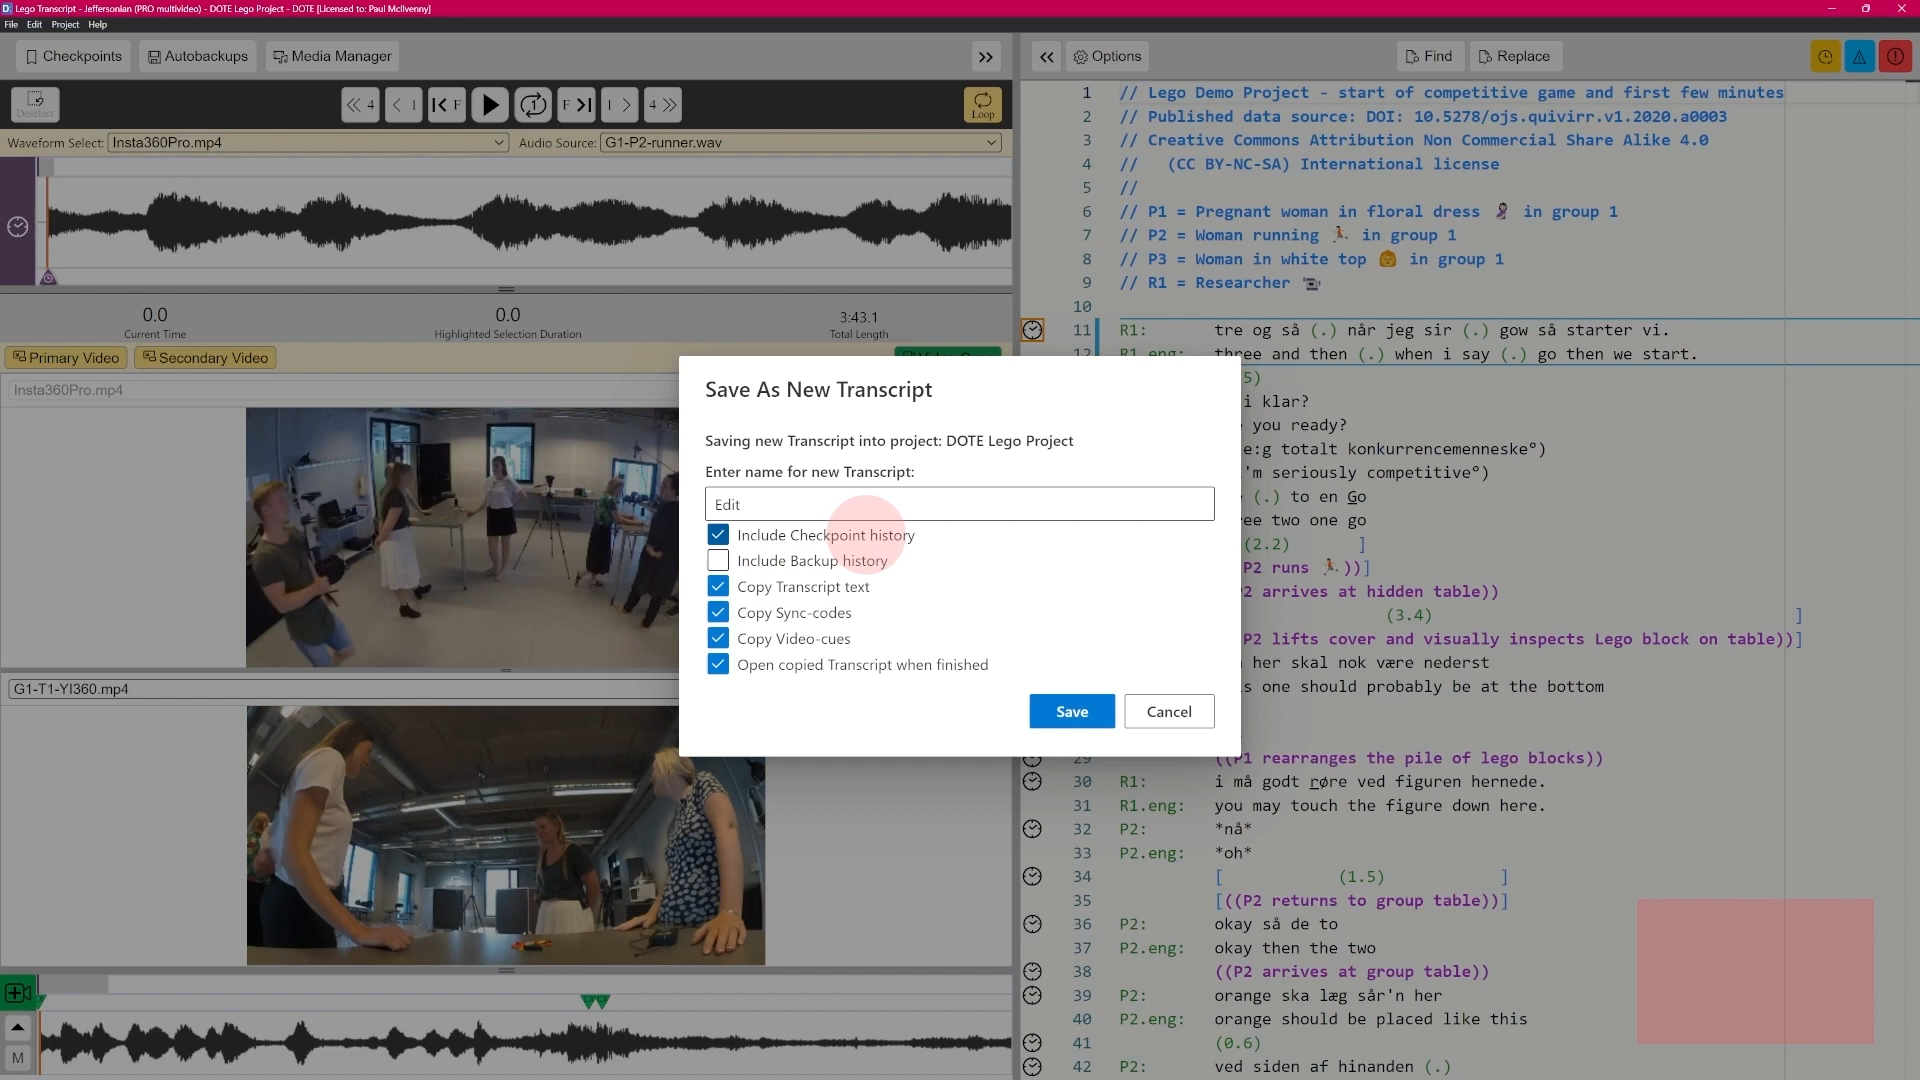 Lego Transcript - Jeffersonian (PRO multivideo) - DOTE Lego Project - DOTE [Licensed to: Paul McIlvenny]
File Edit Project Help
Checkpoints Autobackups Media Manager
Options Find Replace
Deselect
4 1 F 1 F 1 4
Loop
Waveform Select: Insta360Pro.mp4 Audio Source: G1-P2-runner.wav
0.0 0.0 3:43.1
Current Time Highlighted Selection Duration Total Length
Primary Video Secondary Video
Insta360Pro.mp4
G1-T1-YI360.mp4
M
Save As New Transcript
Saving new Transcript into project: DOTE Lego Project
Enter name for new Transcript:
Edit
Include Checkpoint history
Include Backup history
Copy Transcript text
Copy Sync-codes
Copy Video-cues
Open copied Transcript when finished
Save Cancel
1 // Lego Demo Project - start of competitive game and first few minutes
2 // Published data source: DOI: 10.5278/ojs.quivirr.v1.2020.a0003
3 // Creative Commons Attribution Non Commercial Share Alike 4.0
4 // (CC BY-NC-SA) International license
5 //
6 // P1 = Pregnant woman in floral dress in group 1
7 // P2 = Woman running 🏃 in group 1
8 // P3 = Woman in white top in group 1
9 // R1 = Researcher
10
11 R1: tre og så (.) når jeg sir (.) gow så starter vi.
12 R1.eng: three and then (.) when i say (.) go then we start.
5)
i klar?
you ready?
e:g totalt konkurrencemenneske°)
'm seriously competitive°)
(.) to en Go
ee two one go
(2.2) ]
P2 runs 🏃))]
2 arrives at hidden table))
(3.4) ]
P2 lifts cover and visually inspects Lego block on table))]
her skal nok være nederst
s one should probably be at the bottom
29 ((P1 rearranges the pile of lego blocks))
30 R1: i må godt røre ved figuren hernede.
31 R1.eng: you may touch the figure down here.
32 P2: *nå*
33 P2.eng: *oh*
34 [ (1.5) ]
35 [((P2 returns to group table))]
36 P2: okay så de to
37 P2.eng: okay then the two
38 ((P2 arrives at group table))
39 P2: orange ska læg sår'n her
40 P2.eng: orange should be placed like this
41 (0.6)
42 P2: ved siden af hinanden (.)